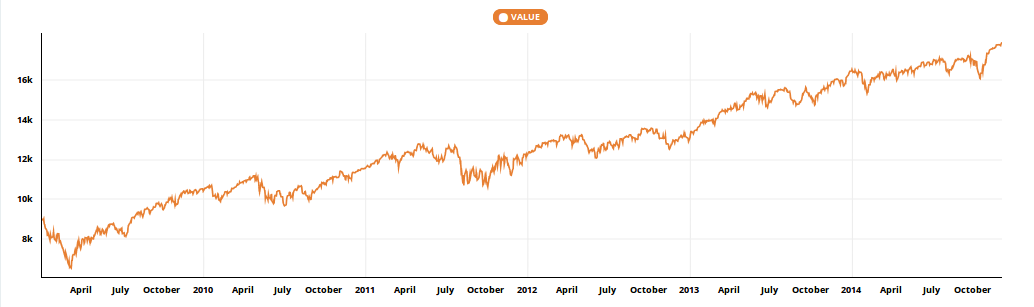 VALUE
16k
14k
12k
10k
8k
April July October 2010 April July October 2011 April July October 2012 April July October 2013 April July October 2014 April July October